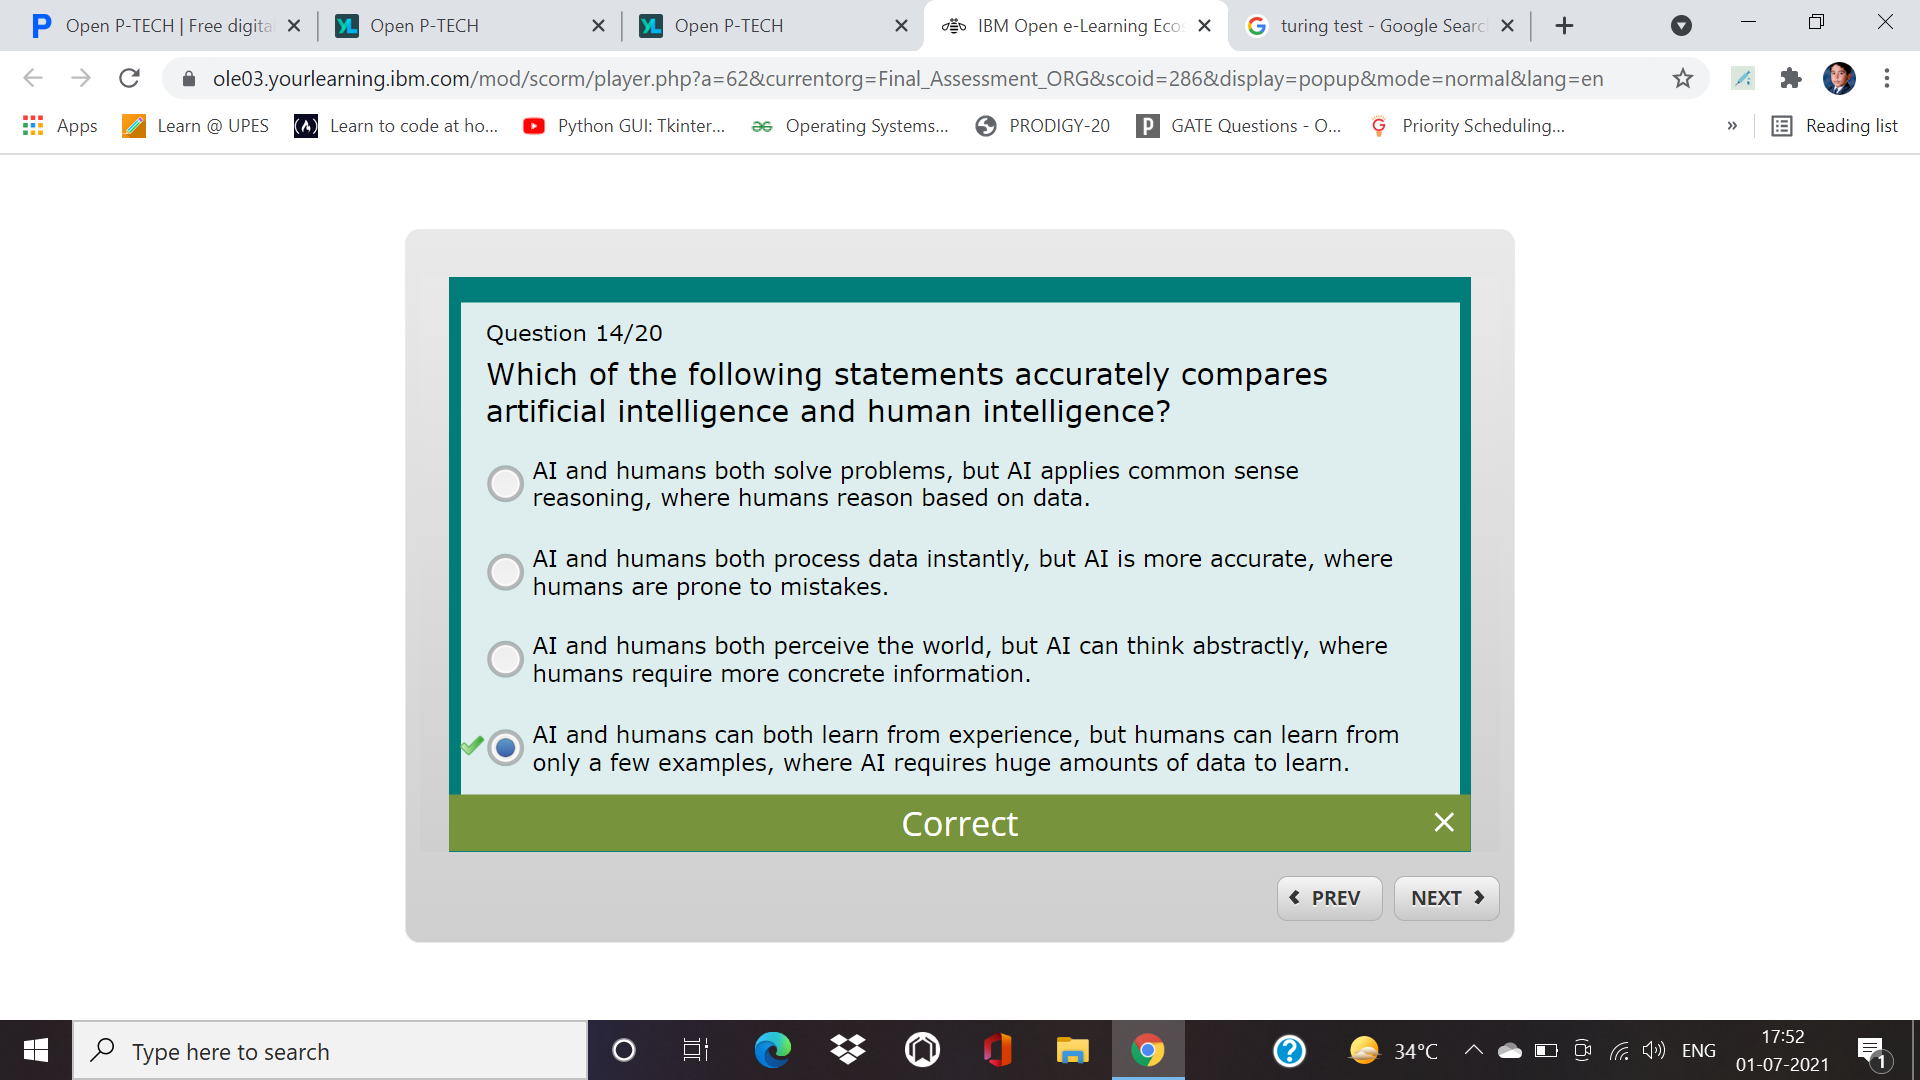 Open P-TECH | Free digita
Open P-TECH
Open P-TECH
IBM Open e-Learning Eco
turing test - Google Searc
ole03.yourlearning.ibm.com/mod/scorm/player.php?a=62&currentorg=Final_Assessment_ORG&scoid=286&display=popup&mode=normal&lang=en
Apps
Learn @ UPES
Learn to code at ho...
Python GUI: Tkinter...
Operating Systems...
PRODIGY-20
GATE Questions - O...
Priority Scheduling...
»
Reading list
Question 14/20
Which of the following statements accurately compares
artificial intelligence and human intelligence?
AI and humans both solve problems, but AI applies common sense
reasoning, where humans reason based on data.
AI and humans both process data instantly, but AI is more accurate, where
humans are prone to mistakes.
AI and humans both perceive the world, but AI can think abstractly, where
humans require more concrete information.
AI and humans can both learn from experience, but humans can learn from
only a few examples, where AI requires huge amounts of data to learn.
Correct
PREV
NEXT
Type here to search
34°C
ENG
17:52
01-07-2021
1